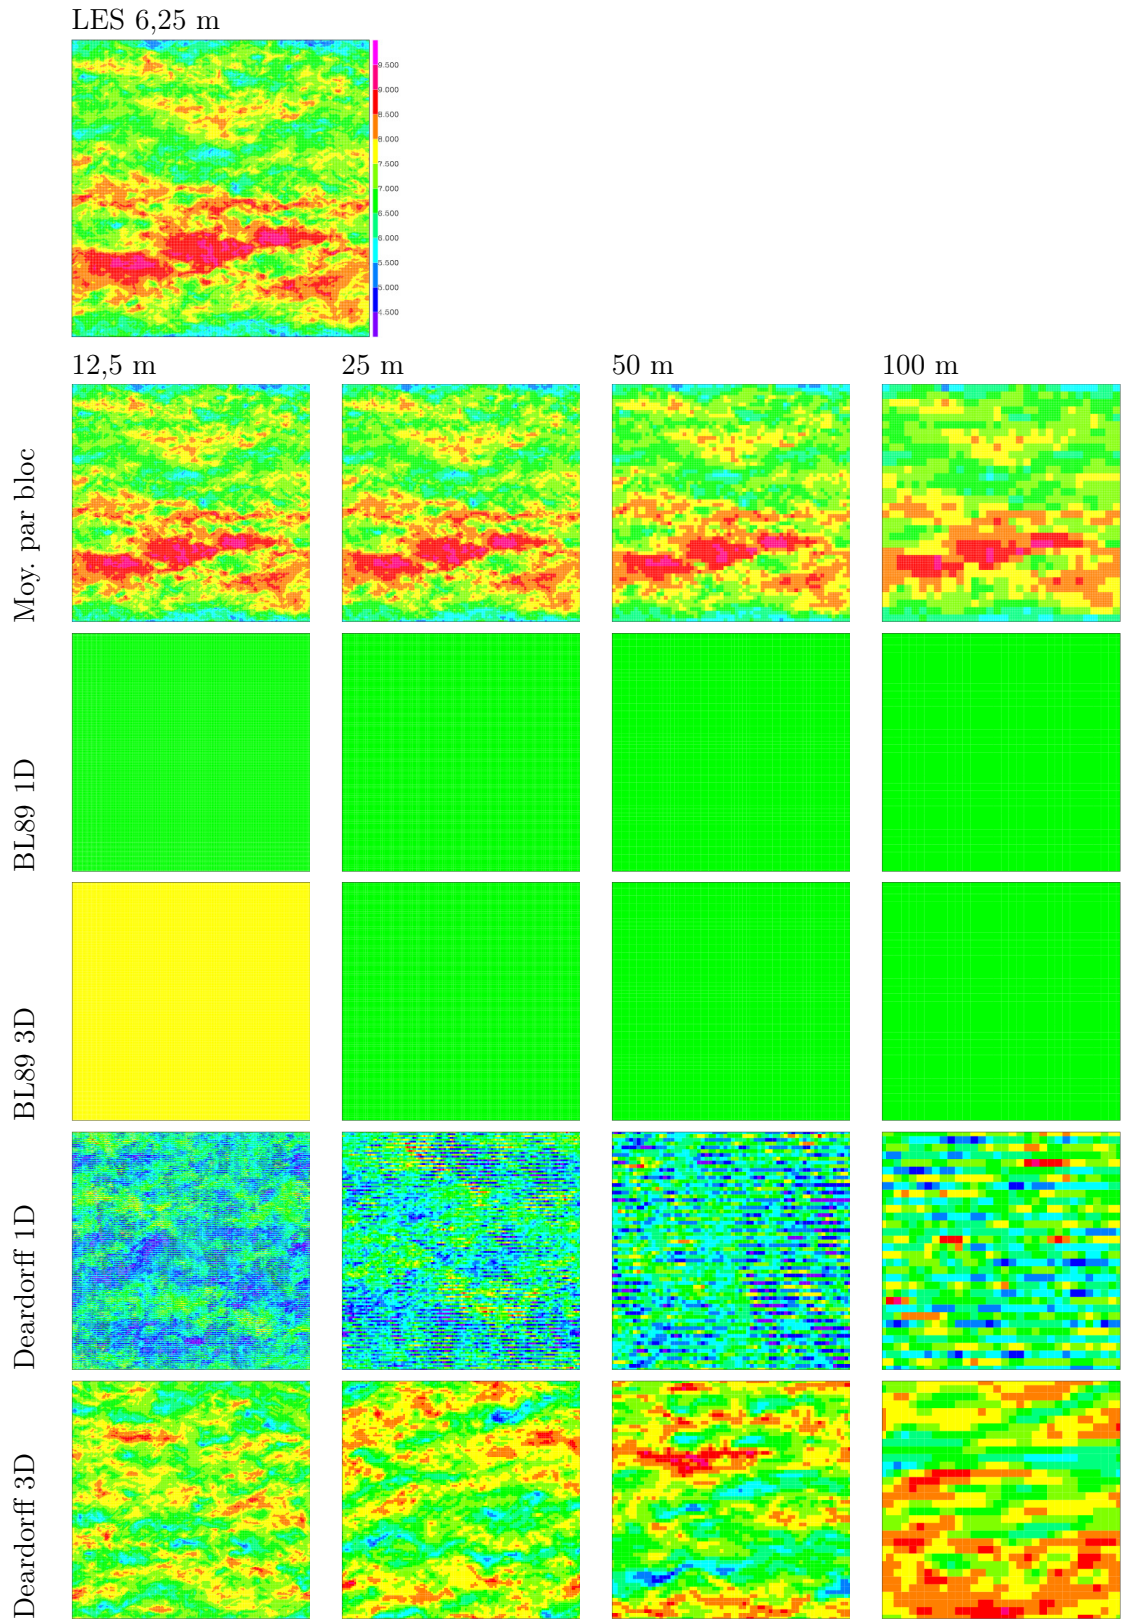 LES 6,25 m
9.500
9.000
8.500
8.000
7.500
7.000
6.500
6.000
5.500
5.000
4.500
12,5 m
25 m
50 m
100 m
Moy. par bloc
BL89 1D
BL89 3D
Deardorff 1D
Deardorff 3D